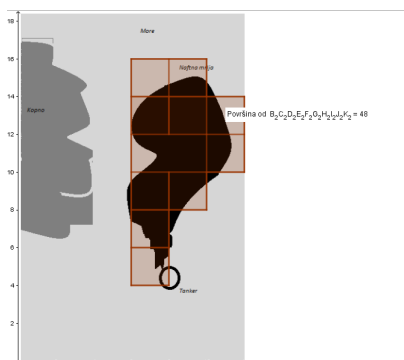 18
More
16
Naftna mrlja
14
Površina od B₂C₂D₂E₂F₂G₂H₂I₂J₂K₂ = 48
Kopno
12
10
8
6
4
Tanker
2